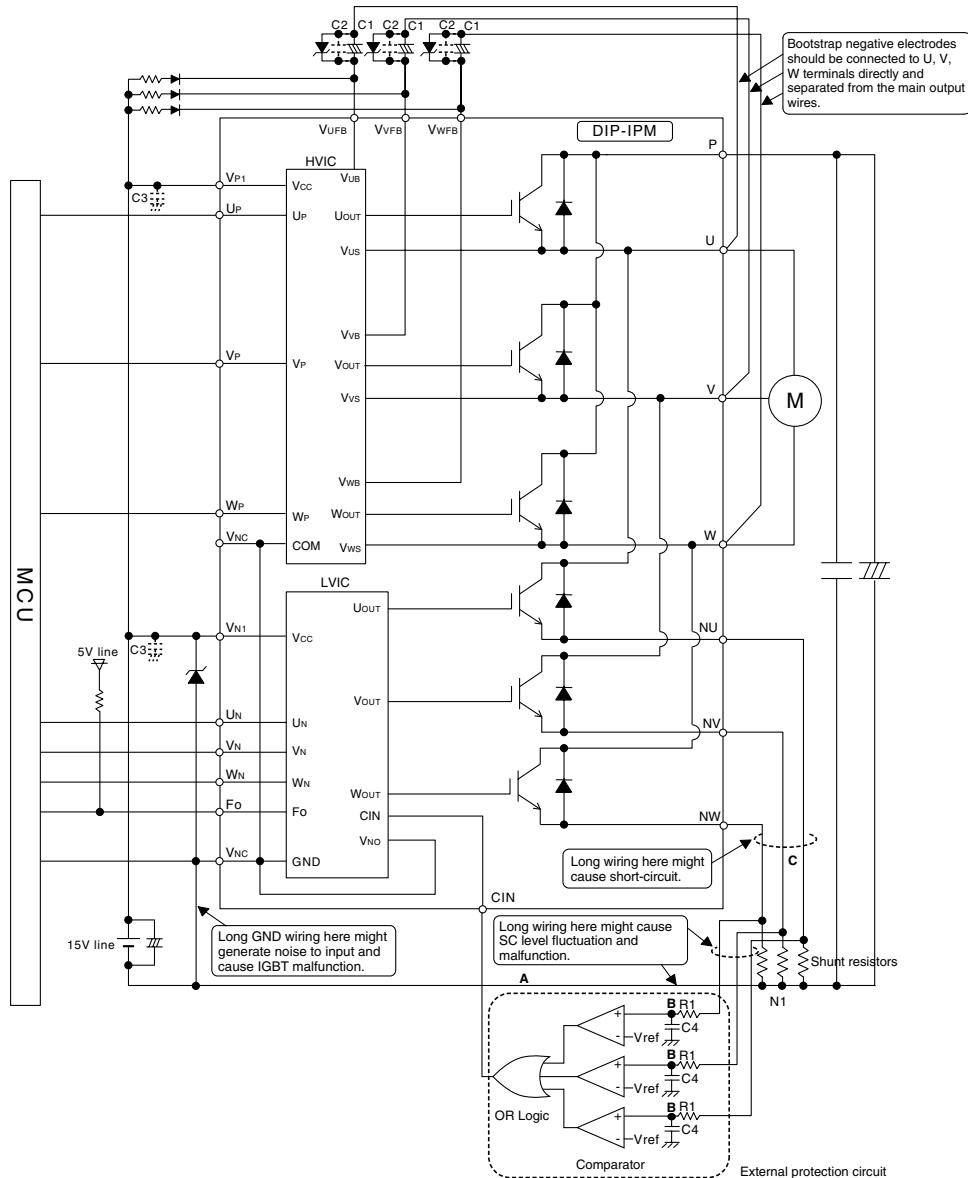 C2 C1 C2 C1 C2 C1
Bootstrap negative electrodes
should be connected to U, V,
W terminals directly and
separated from the main output
wires.
VUFB VVFB VWFB
DIP-IPM
P
HVIC
VP1
VCC
VUB
C3
UP
UP
UOUT
U
VUS
VVB
VP
VP
VOUT
V
VVS
M
VWB
WP
WP
WOUT
W
VNC
COM
VWS
MCU
LVIC
UOUT
NU
VN1
VCC
C3
5V line
VOUT
UN
UN
NV
VN
VN
WN
WN
WOUT
Fo
Fo
CIN
NW
VNO
VNC
GND
Long wiring here might
cause short-circuit.
C
CIN
15V line
Long GND wiring here might
generate noise to input and
cause IGBT malfunction.
Long wiring here might cause
SC level fluctuation and
malfunction.
Shunt resistors
A
N1
+
-
B R1
Vref
C4
+
-
B R1
Vref
C4
+
-
B R1
Vref
C4
OR Logic
Comparator
External protection circuit